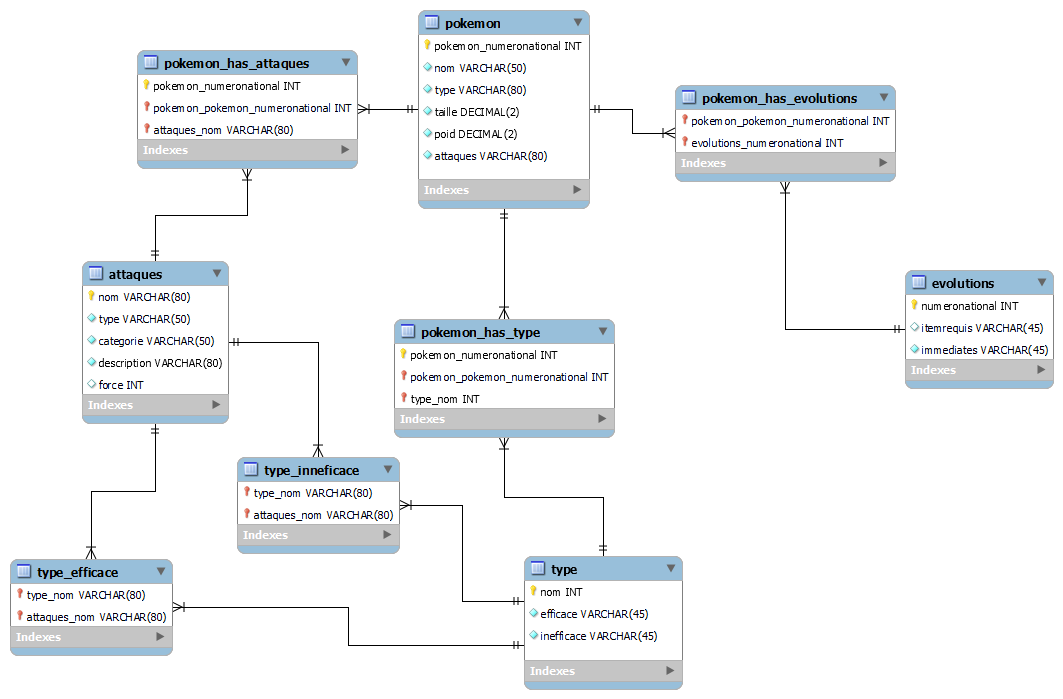 pokemon
pokemon_numeronational INT
nom VARCHAR(50)
type VARCHAR(80)
taille DECIMAL(2)
poid DECIMAL(2)
attaques VARCHAR(80)
Indexes
pokemon_has_attaques
pokemon_numeronational INT
pokemon_pokemon_numeronational INT
attaques_nom VARCHAR(80)
Indexes
pokemon_has_evolutions
pokemon_pokemon_numeronational INT
evolutions_numeronational INT
Indexes
attaques
nom VARCHAR(80)
type VARCHAR(50)
categorie VARCHAR(50)
description VARCHAR(80)
force INT
Indexes
evolutions
numeronational INT
itemrequis VARCHAR(45)
immediates VARCHAR(45)
Indexes
pokemon_has_type
pokemon_numeronational INT
pokemon_pokemon_numeronational INT
type_nom INT
Indexes
type_inneficace
type_nom VARCHAR(80)
attaques_nom VARCHAR(80)
Indexes
type_efficace
type_nom VARCHAR(80)
attaques_nom VARCHAR(80)
Indexes
type
nom INT
efficace VARCHAR(45)
inefficace VARCHAR(45)
Indexes